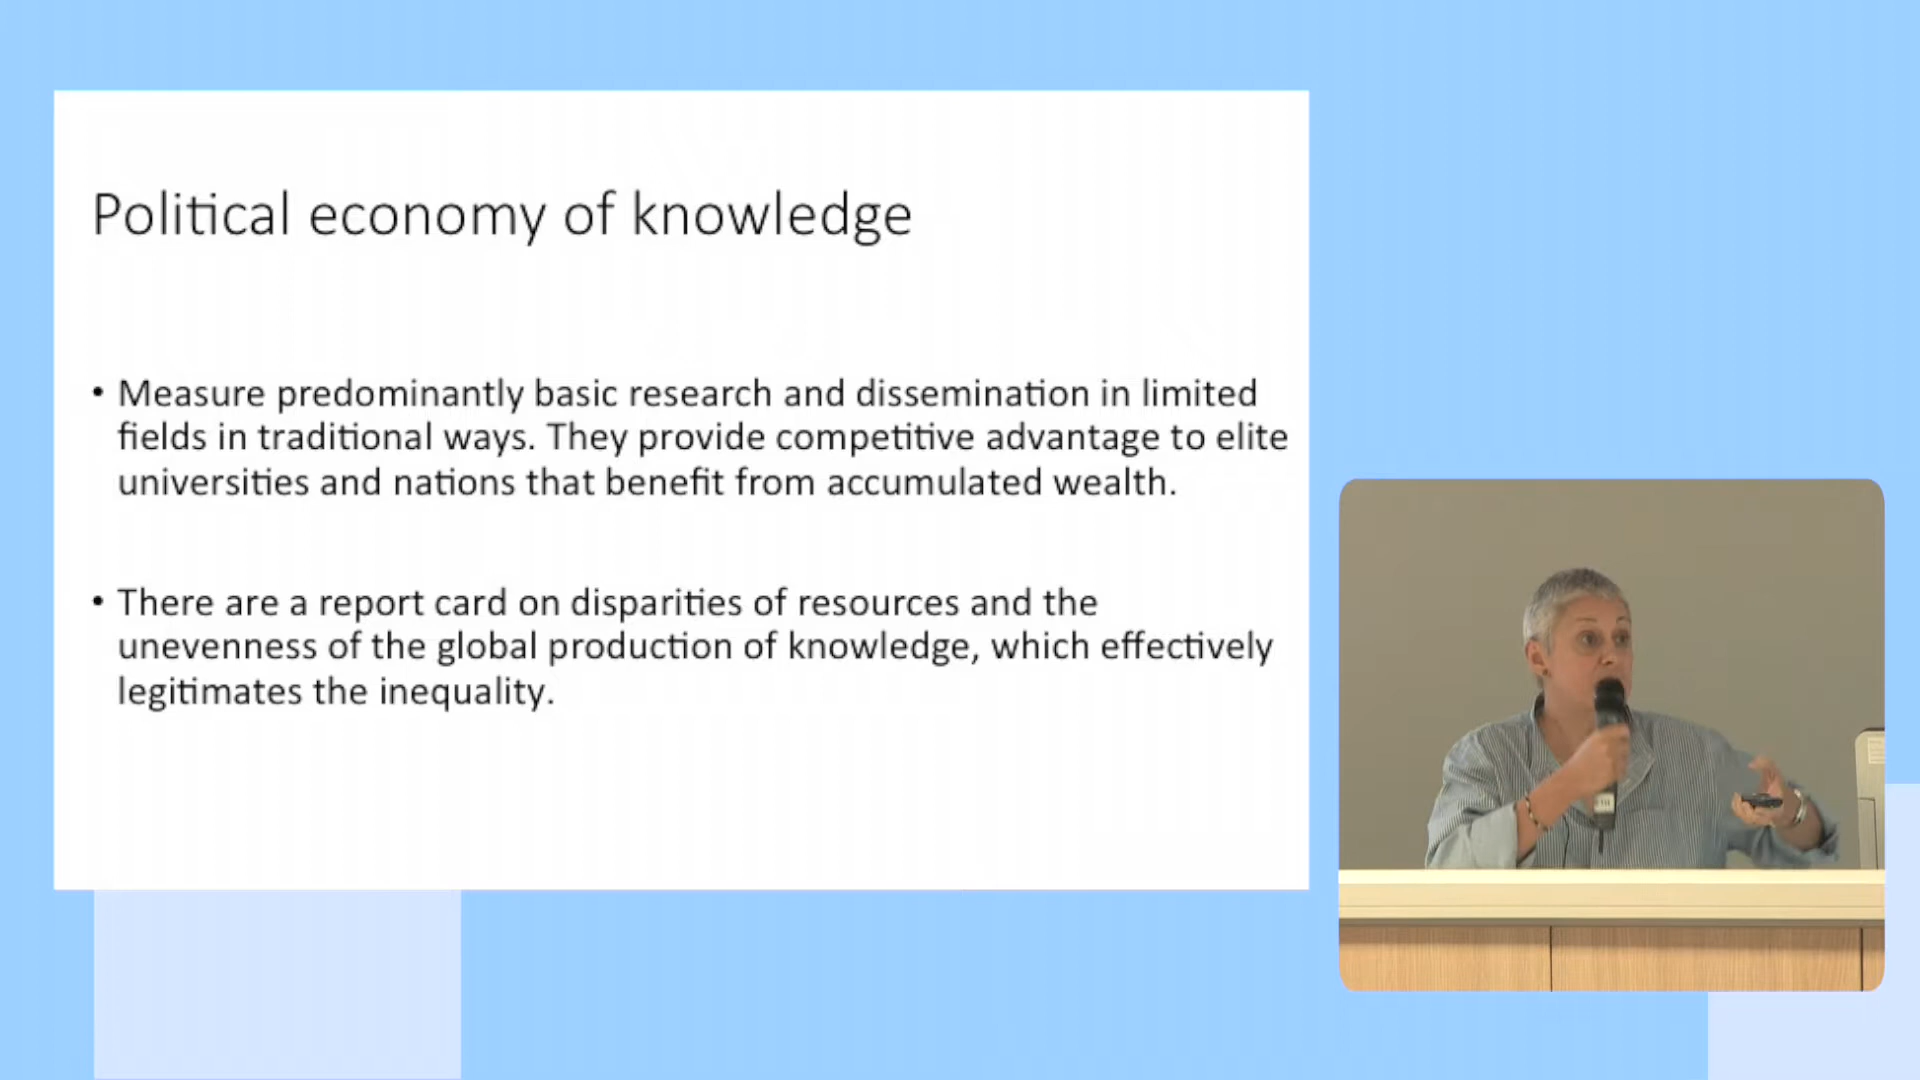 Political economy of knowledge
• Measure predominantly basic research and dissemination in limited
fields in traditional ways. They provide competitive advantage to elite
universities and nations that benefit from accumulated wealth.
• There are a report card on disparities of resources and the
unevenness of the global production of knowledge, which effectively
legitimates the inequality.